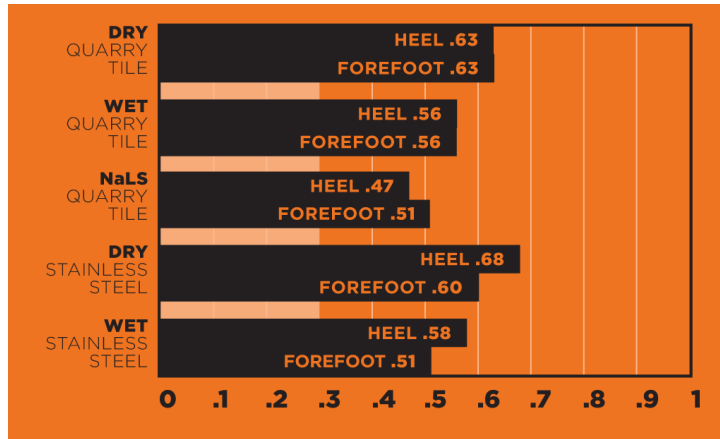 DRY
QUARRY
TILE
HEEL .63
FOREFOOT .63
WET
QUARRY
TILE
HEEL .56
FOREFOOT .56
NaLS
QUARRY
TILE
HEEL .47
FOREFOOT .51
DRY
STAINLESS
STEEL
HEEL .68
FOREFOOT .60
WET
STAINLESS
STEEL
HEEL .58
FOREFOOT .51
0 .1 .2 .3 .4 .5 .6 .7 .8 .9 1